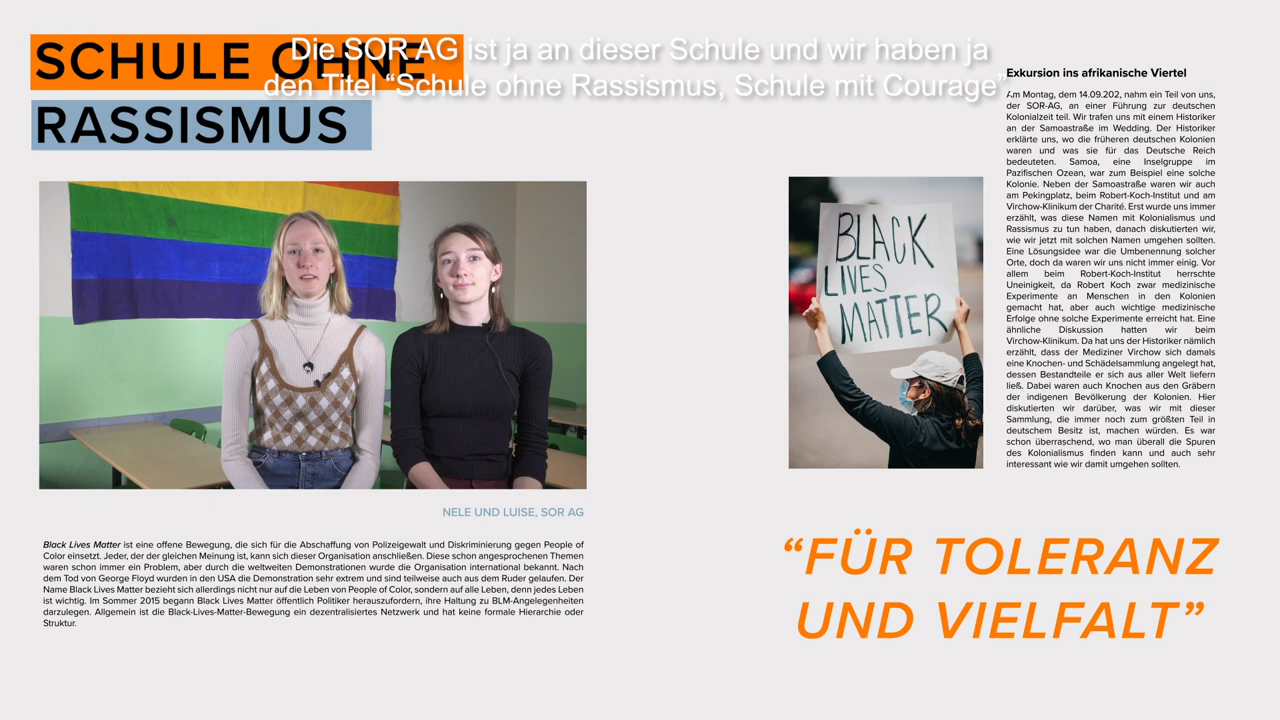 SCHULE OHNE
RASSISMUS
Die SOR AG ist ja an dieser Schule und wir haben ja
den Titel “Schule ohne Rassismus, Schule mit Courage”
NELE UND LUISE, SOR AG
Black Lives Matter ist eine offene Bewegung, die sich für die Abschaffung von Polizeigewalt und Diskriminierung gegen People of
Color einsetzt. Jeder, der der gleichen Meinung ist, kann sich dieser Organisation anschließen. Diese schon angesprochenen Themen
waren schon immer ein Problem, aber durch die weltweiten Demonstrationen wurde die Organisation international bekannt. Nach
dem Tod von George Floyd wurden in den USA die Demonstration sehr extrem und sind teilweise auch aus dem Ruder gelaufen. Der
Name Black Lives Matter bezieht sich allerdings nicht nur auf die Leben von People of Color, sondern auf alle Leben, denn jedes Leben
ist wichtig. Im Sommer 2015 begann Black Lives Matter öffentlich Politiker herauszufordern, ihre Haltung zu BLM-Angelegenheiten
darzulegen. Allgemein ist die Black-Lives-Matter-Bewegung ein dezentralisiertes Netzwerk und hat keine formale Hierarchie oder
Struktur.
BLACK
LIVES
MATTER
Exkursion ins afrikanische Viertel
Am Montag, dem 14.09.202, nahm ein Teil von uns,
der SOR-AG, an einer Führung zur deutschen
Kolonialzeit teil. Wir trafen uns mit einem Historiker
an der Samoastraße im Wedding. Der Historiker
erklärte uns, wo die früheren deutschen Kolonien
waren und was sie für das Deutsche Reich
bedeuteten. Samoa, eine Inselgruppe im
Pazifischen Ozean, war zum Beispiel eine solche
Kolonie. Neben der Samoastraße waren wir auch
am Pekingplatz, beim Robert-Koch-Institut und am
Virchow-Klinikum der Charité. Erst wurde uns immer
erzählt, was diese Namen mit Kolonialismus und
Rassismus zu tun haben, danach diskutierten wir,
wie wir jetzt mit solchen Namen umgehen sollten.
Eine Lösungsidee war die Umbenennung solcher
Orte, doch da waren wir uns nicht immer einig. Vor
allem beim Robert-Koch-Institut herrschte
Uneinigkeit, da Robert Koch zwar medizinische
Experimente an Menschen in den Kolonien
gemacht hat, aber auch wichtige medizinische
Erfolge ohne solche Experimente erreicht hat. Eine
ähnliche Diskussion hatten wir beim
Virchow-Klinikum. Da hat uns der Historiker nämlich
erzählt, dass der Mediziner Virchow sich damals
eine Knochen- und Schädelsammlung angelegt hat,
dessen Bestandteile er sich aus aller Welt liefern
ließ. Dabei waren auch Knochen aus den Gräbern
der indigenen Bevölkerung der Kolonien. Hier
diskutierten wir darüber, was wir mit dieser
Sammlung, die immer noch zum größten Teil in
deutschem Besitz ist, machen würden. Es war
schon überraschend, wo man überall die Spuren
des Kolonialismus finden kann und auch sehr
interessant wie wir damit umgehen sollten.
“FÜR TOLERANZ
UND VIELFALT”